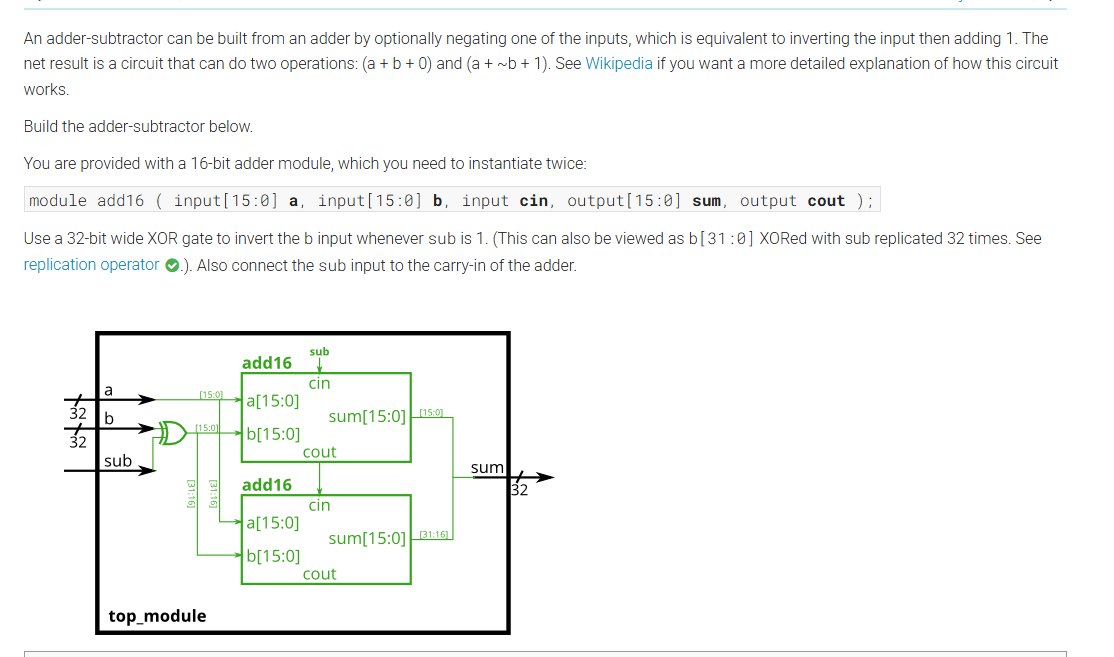 An adder-subtractor can be built from an adder by optionally negating one of the inputs, which is equivalent to inverting the input then adding 1. The
net result is a circuit that can do two operations: (a + b + 0) and (a + ~b + 1). See Wikipedia if you want a more detailed explanation of how this circuit
works.
Build the adder-subtractor below.
You are provided with a 16-bit adder module, which you need to instantiate twice:
module add16 ( input[15:0] a, input[15:0] b, input cin, output[15:0] sum, output cout );
Use a 32-bit wide XOR gate to invert the b input whenever sub is 1. (This can also be viewed as b[31:0] XORed with sub replicated 32 times. See
replication operator .). Also connect the sub input to the carry-in of the adder.
sub
add16
cin
a
[15:0]
a[15:0]
32
b
sum[15:0]
[15:0]
[15:0]
b[15:0]
32
cout
sub
sum
32
[31:16]
[31:16]
add16
cin
a[15:0]
sum[15:0]
[31:16]
b[15:0]
cout
top_module